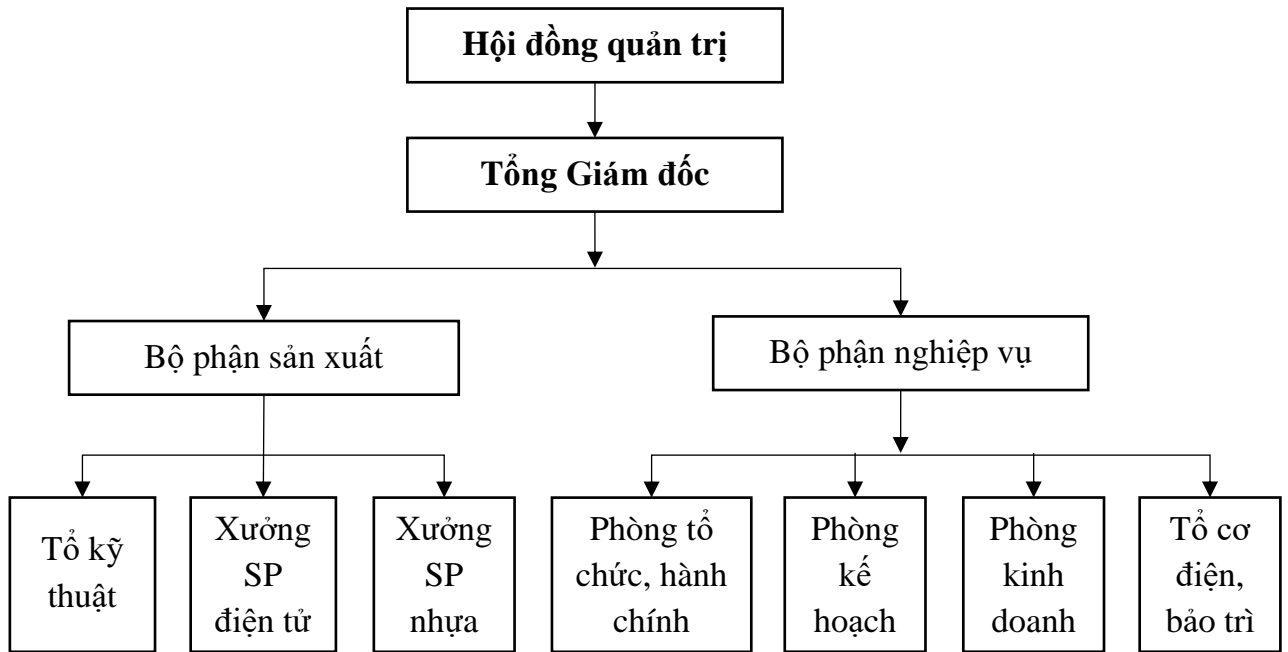 Hội đồng quản trị
Tổng Giám đốc
Bộ phận sản xuất
Bộ phận nghiệp vụ
Tổ kỹ
thuật
Xưởng
SP
điện tử
Xưởng
SP
nhựa
Phòng tổ
chức, hành
chính
Phòng
kế
hoạch
Phòng
kinh
doanh
Tổ cơ
điện,
bảo trì